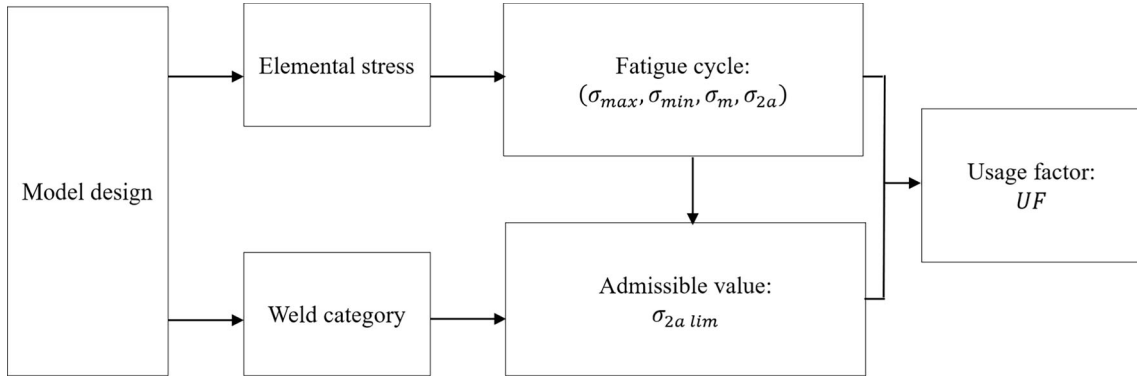 Model design
Elemental stress
Fatigue cycle:
(σ_max, σ_min, σ_m, σ_2a)
Weld category
Admissible value:
σ_2a lim
Usage factor:
UF